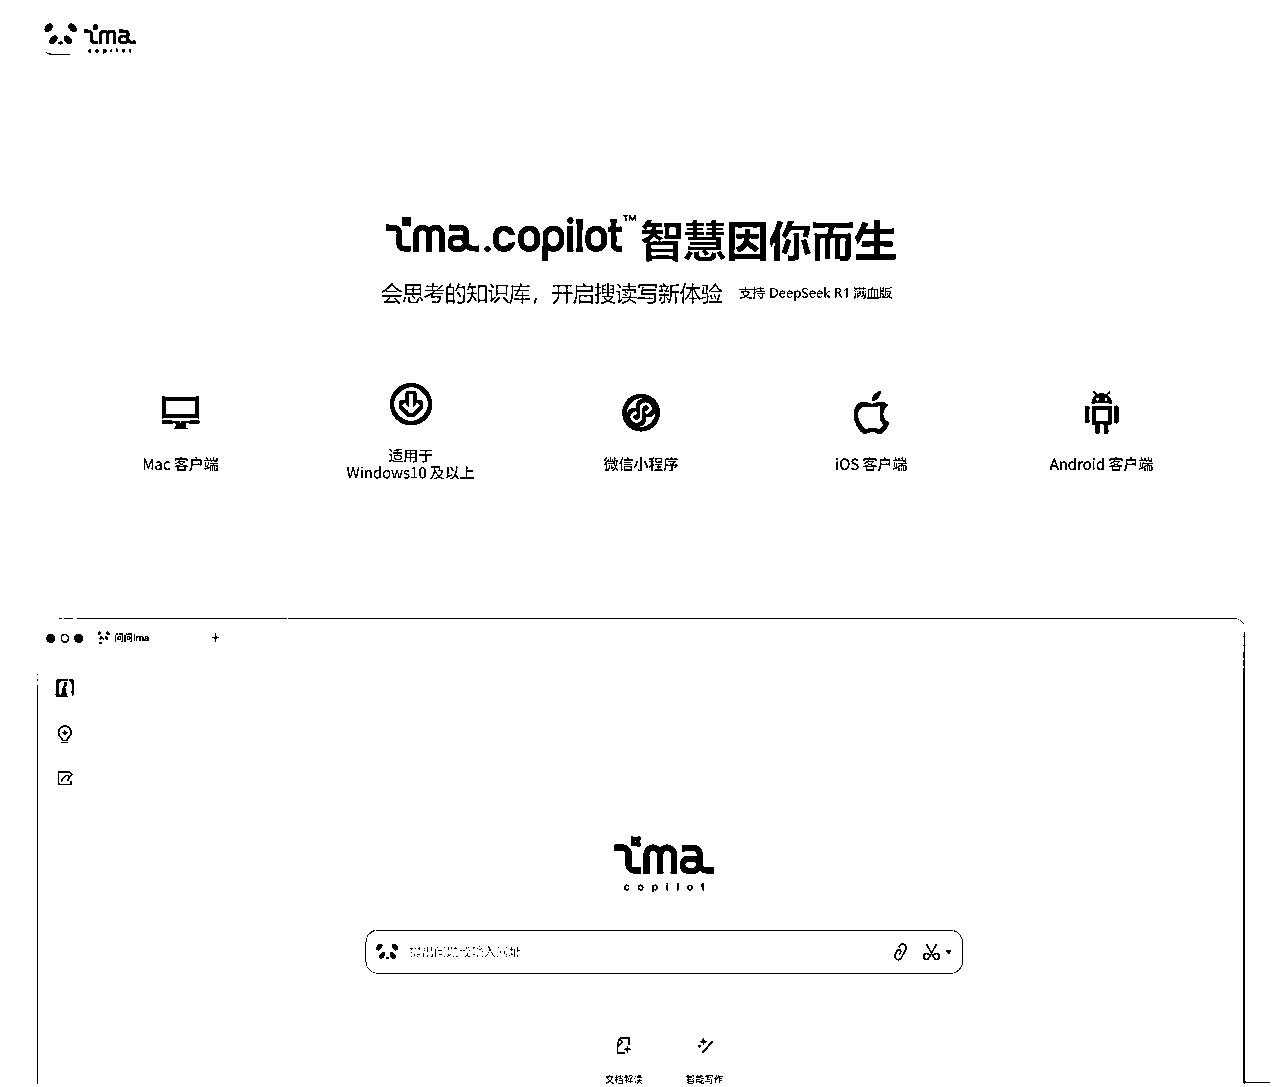 ima.
copilot
ima.copilot™ 智慧因你而生
会思考的知识库，开启搜读写新体验 支持 DeepSeek R1 满血版
Mac 客户端
适用于
Windows10 及以上
微信小程序
iOS 客户端
Android 客户端
问问ima
ima.
copilot
文档解读
智能写作